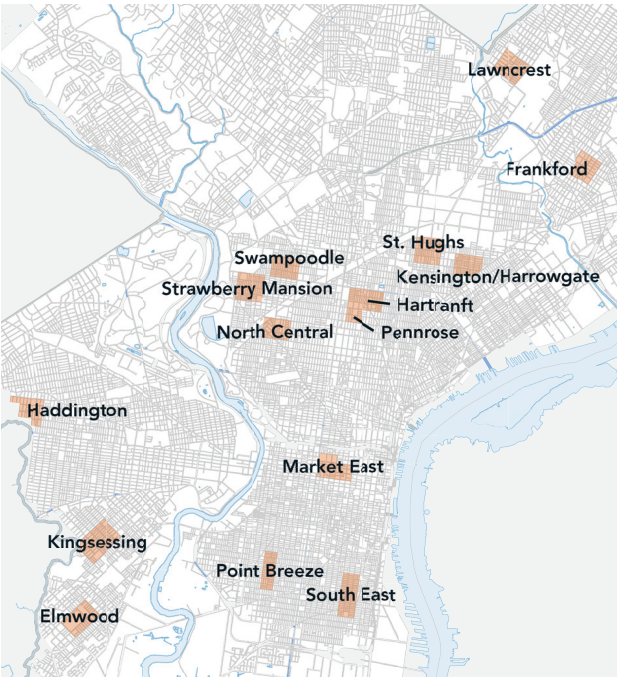 Lawncrest
Frankford
St. Hughs
Swampoodle
Kensington/Harrowgate
Strawberry Mansion
Hartranft
North Central
Pennrose
Haddington
Market East
Kingsessing
Point Breeze
South East
Elmwood